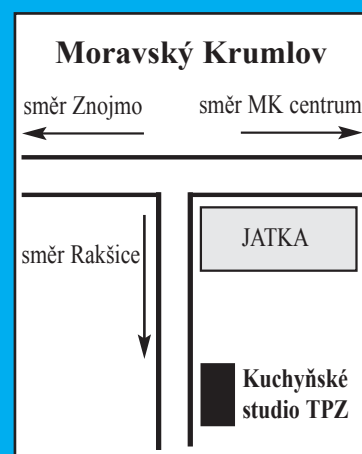 Moravský Krumlov
směr Znojmo
směr MK centrum
směr Rakšice
JATKA
Kuchyňské
studio TPZ